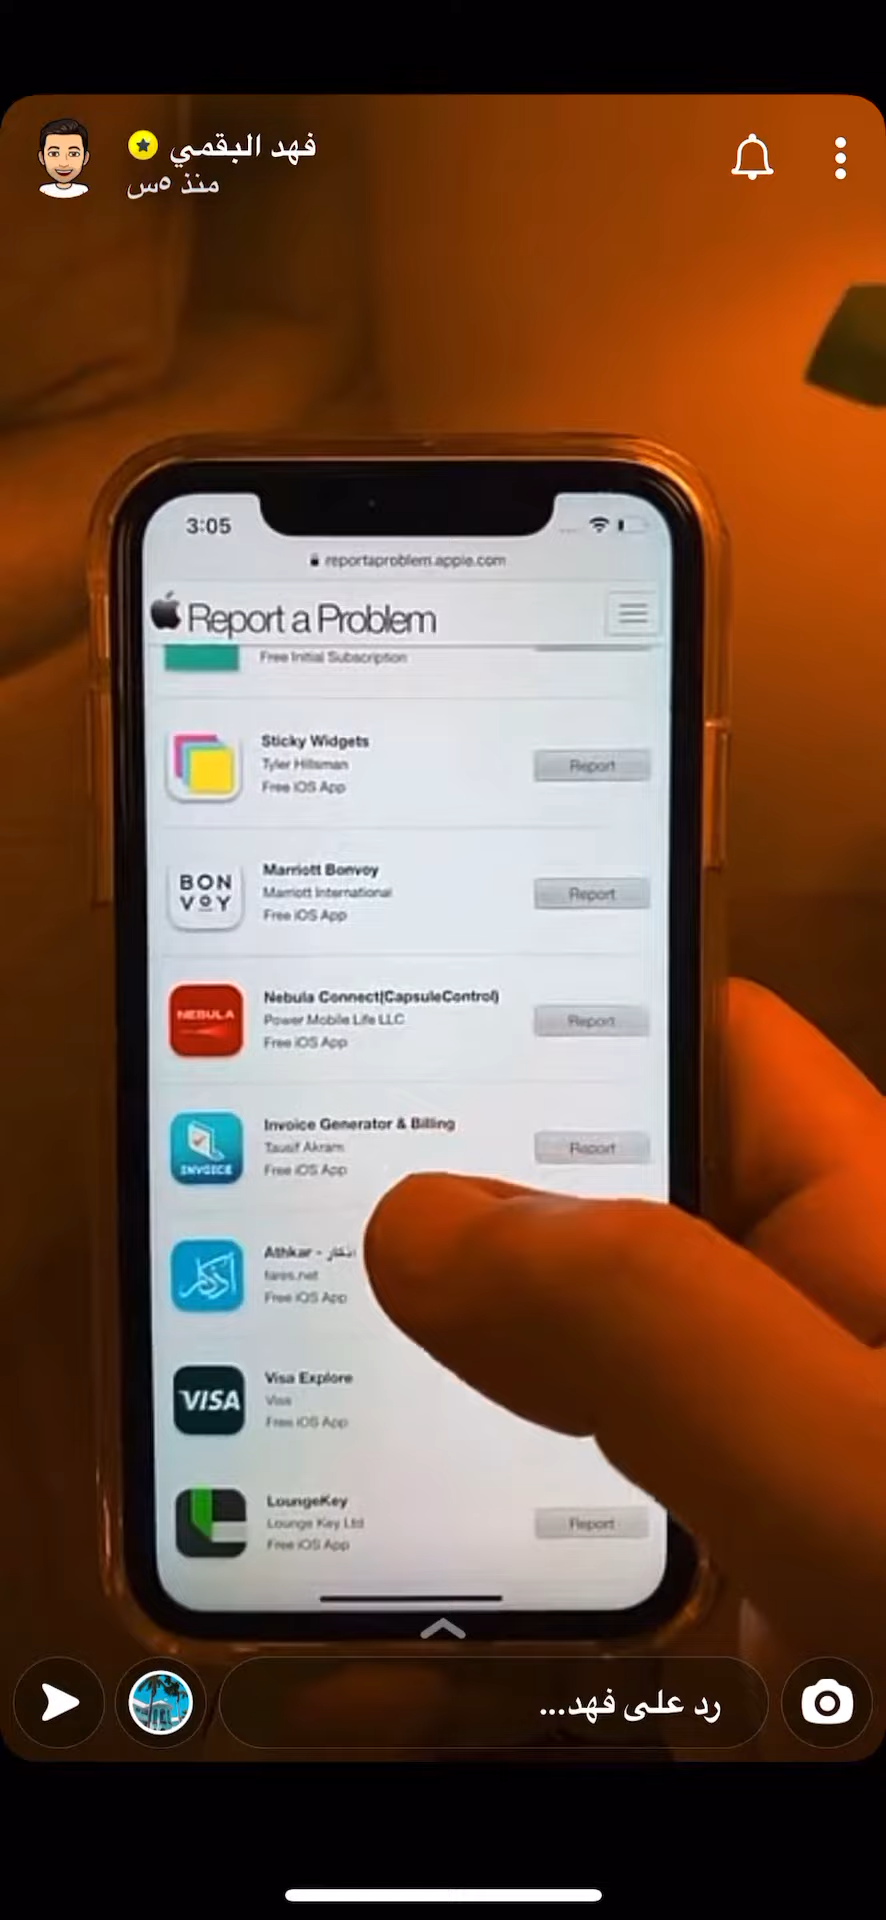 فهد البقمي
منذ ٥س
3:05
reportaproblem.apple.com
Report a Problem
Free Initial Subscription
Sticky Widgets
Tyler Hillsman
Free iOS App
Report
BON
VOY
Marriott Bonvoy
Marriott International
Free iOS App
Report
NEBULA
Nebula Connect(CapsuleControl)
Power Mobile Life LLC
Free iOS App
Report
INVOICE
Invoice Generator & Billing
Tausif Akram
Free iOS App
Report
أذكار
Athkar - اذكار
fares.net
Free iOS App
VISA
Visa Explore
Visa
Free iOS App
LoungeKey
Lounge Key Ltd
Free iOS App
Report
رد على فهد...